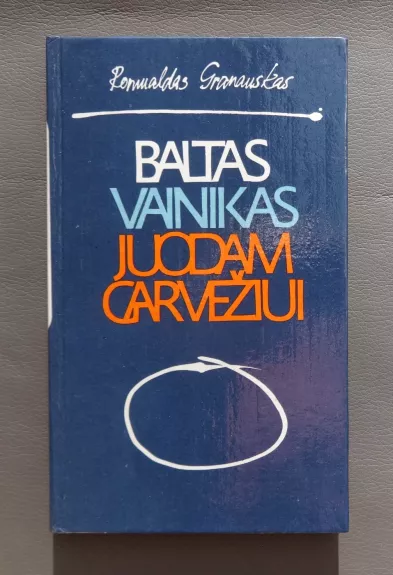 Romualdas Granauskas
BALTAS
VAINIKAS
JUODAM
GARVEŽIUI